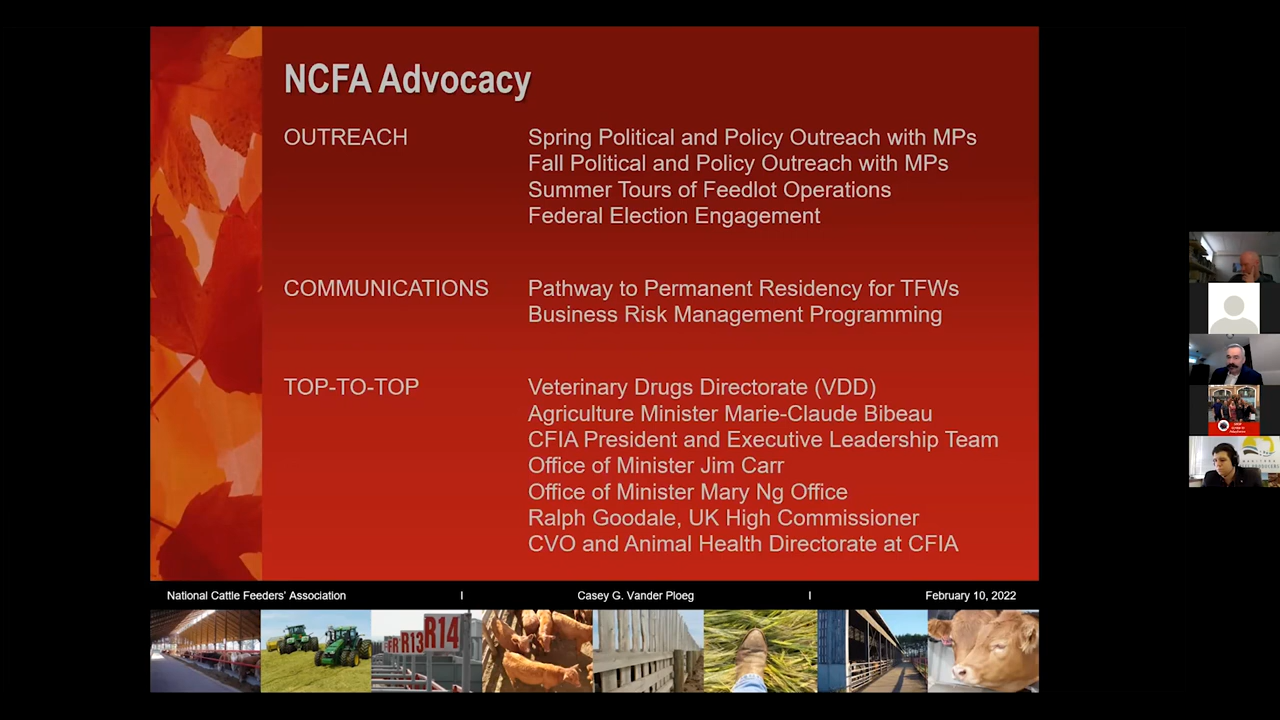 NCFA Advocacy
OUTREACH
Spring Political and Policy Outreach with MPs
Fall Political and Policy Outreach with MPs
Summer Tours of Feedlot Operations
Federal Election Engagement
COMMUNICATIONS
Pathway to Permanent Residency for TFWs
Business Risk Management Programming
TOP-TO-TOP
Veterinary Drugs Directorate (VDD)
Agriculture Minister Marie-Claude Bibeau
CFIA President and Executive Leadership Team
Office of Minister Jim Carr
Office of Minister Mary Ng Office
Ralph Goodale, UK High Commissioner
CVO and Animal Health Directorate at CFIA
National Cattle Feeders' Association I Casey G. Vander Ploeg I February 10, 2022
R13 R14